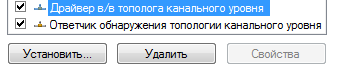 Драйвер в/в тополога канального уровня
Ответчик обнаружения топологии канального уровня
Установить... Удалить Свойства